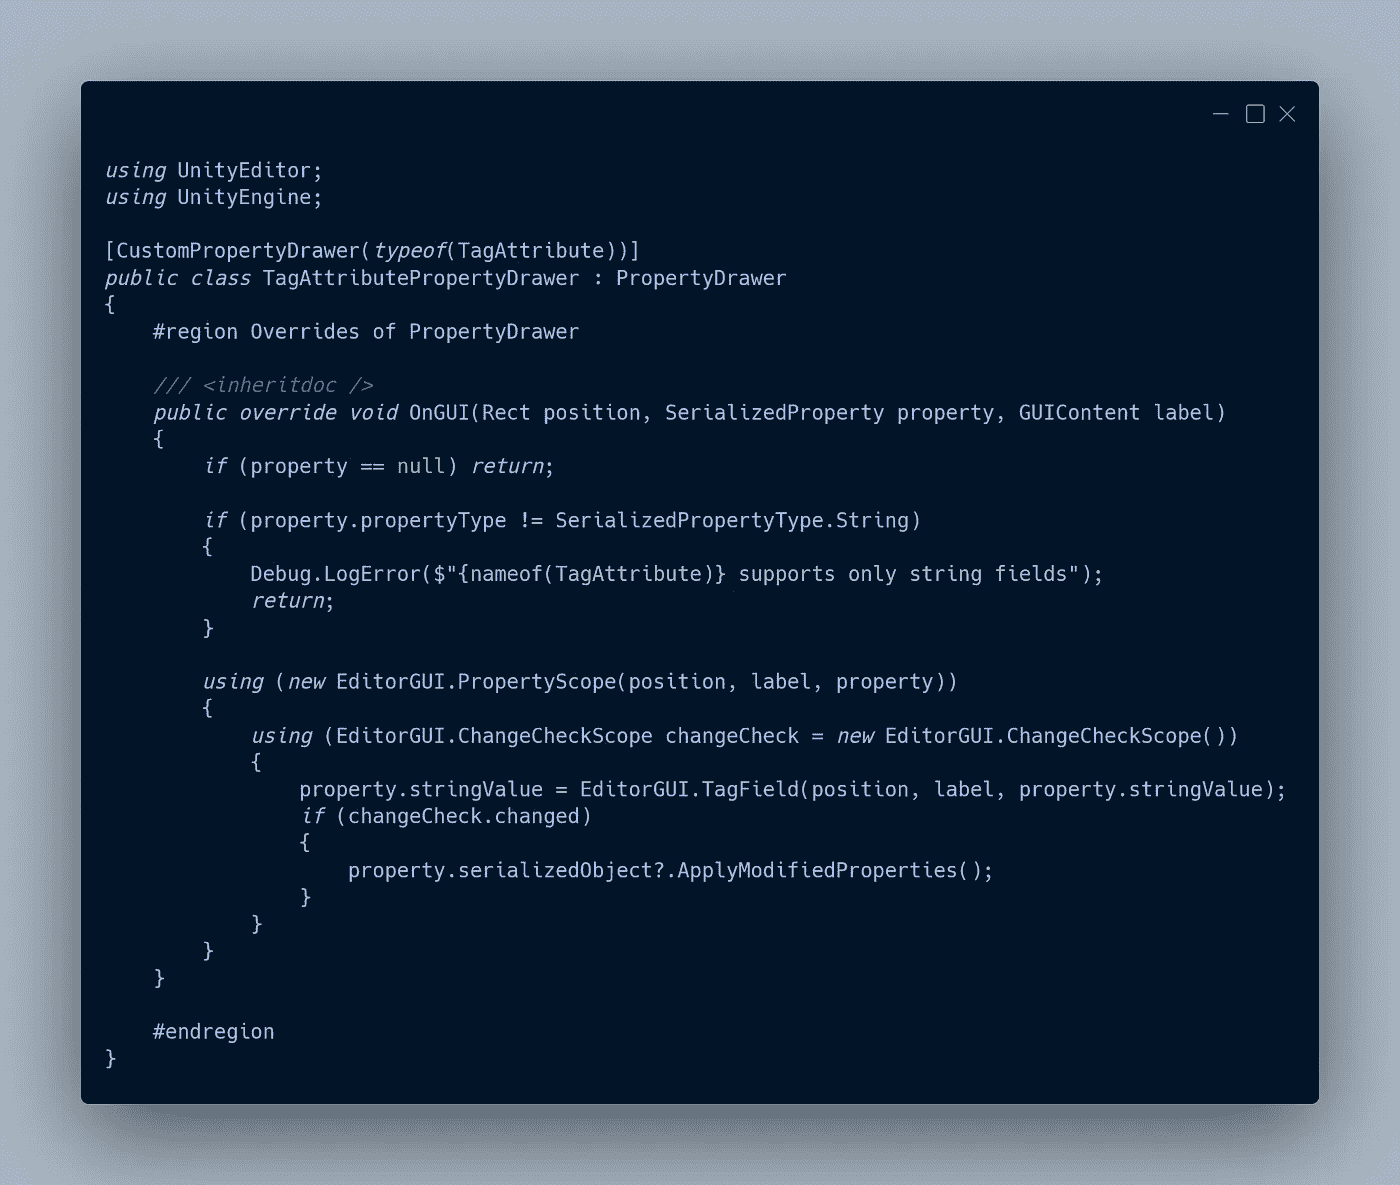 using UnityEditor;
using UnityEngine;

[CustomPropertyDrawer(typeof(TagAttribute))]
public class TagAttributePropertyDrawer : PropertyDrawer
{
    #region Overrides of PropertyDrawer

    /// <inheritdoc />
    public override void OnGUI(Rect position, SerializedProperty property, GUIContent label)
    {
        if (property == null) return;

        if (property.propertyType != SerializedPropertyType.String)
        {
            Debug.LogError($"{nameof(TagAttribute)} supports only string fields");
            return;
        }

        using (new EditorGUI.PropertyScope(position, label, property))
        {
            using (EditorGUI.ChangeCheckScope changeCheck = new EditorGUI.ChangeCheckScope())
            {
                property.stringValue = EditorGUI.TagField(position, label, property.stringValue);
                if (changeCheck.changed)
                {
                    property.serializedObject?.ApplyModifiedProperties();
                }
            }
        }
    }

    #endregion
}